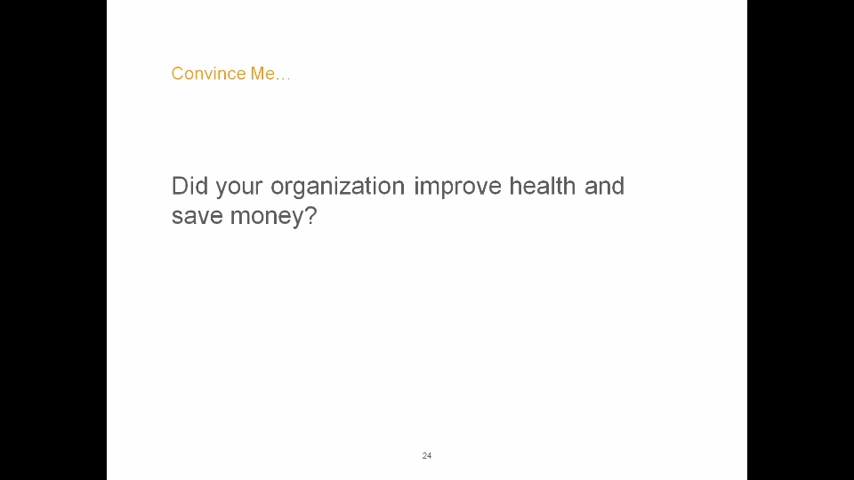 Convince Me…
Did your organization improve health and
save money?
24